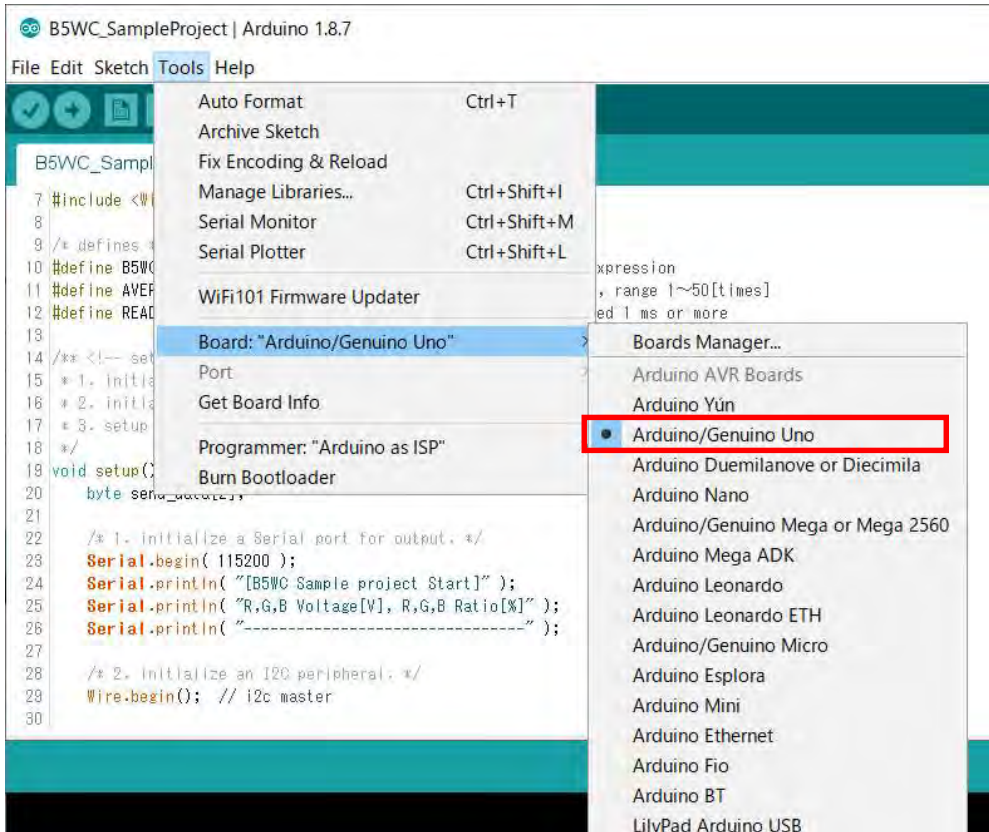 B5WC_SampleProject | Arduino 1.8.7
File Edit Sketch Tools Help
Auto Format Ctrl+T
Archive Sketch
Fix Encoding & Reload
Manage Libraries... Ctrl+Shift+I
Serial Monitor Ctrl+Shift+M
Serial Plotter Ctrl+Shift+L
WiFi101 Firmware Updater
Board: "Arduino/Genuino Uno"
Port
Get Board Info
Programmer: "Arduino as ISP"
Burn Bootloader
Boards Manager...
Arduino AVR Boards
Arduino Yún
Arduino/Genuino Uno
Arduino Duemilanove or Diecimila
Arduino Nano
Arduino/Genuino Mega or Mega 2560
Arduino Mega ADK
Arduino Leonardo
Arduino Leonardo ETH
Arduino/Genuino Micro
Arduino Esplora
Arduino Mini
Arduino Ethernet
Arduino Fio
Arduino BT
LilyPad Arduino USB
B5WC_Sampl
7 #include <Wi
8
9 /* defines *
10 #define B5WC xpression
11 #define AVER , range 1~50[times]
12 #define READ ed 1 ms or more
13
14 /** <!-- set
15 * 1. initia
16 * 2. initia
17 * 3. setup
18 */
19 void setup()
20 byte send_data[2];
21
22 /* 1. initialize a Serial port for output. */
23 Serial.begin( 115200 );
24 Serial.println( "[B5WC Sample project Start]" );
25 Serial.println( "R,G,B Voltage[V], R,G,B Ratio[%]" );
26 Serial.println( "--------------------------------" );
27
28 /* 2. initialize an I2C peripheral. */
29 Wire.begin(); // i2c master
30